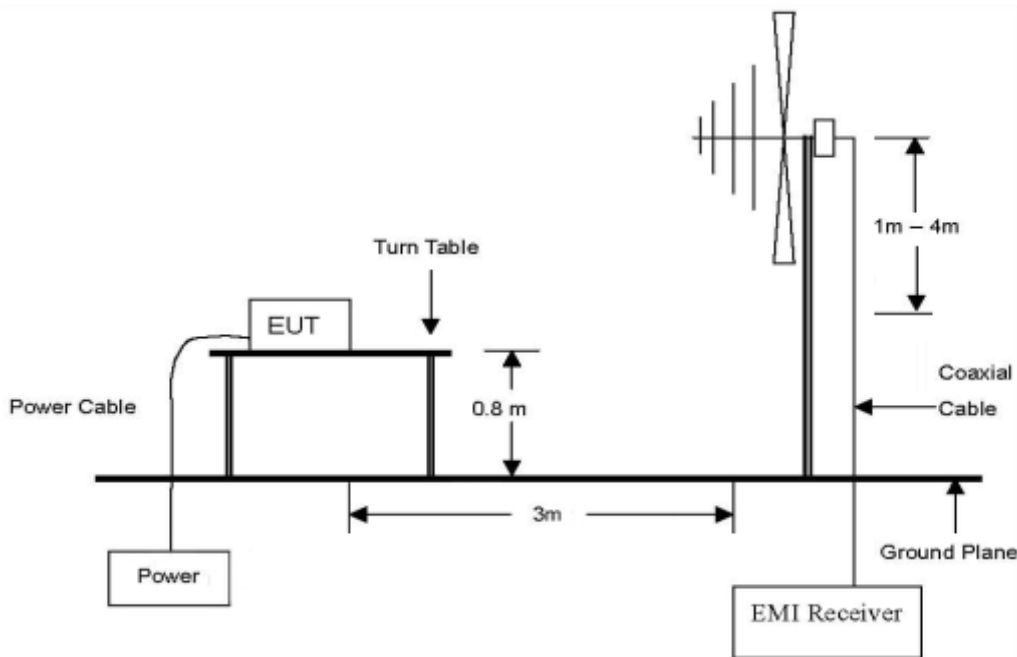 1m – 4m
Turn Table
EUT
Coaxial
Cable
Power Cable
0.8 m
3m
Ground Plane
Power
EMI Receiver